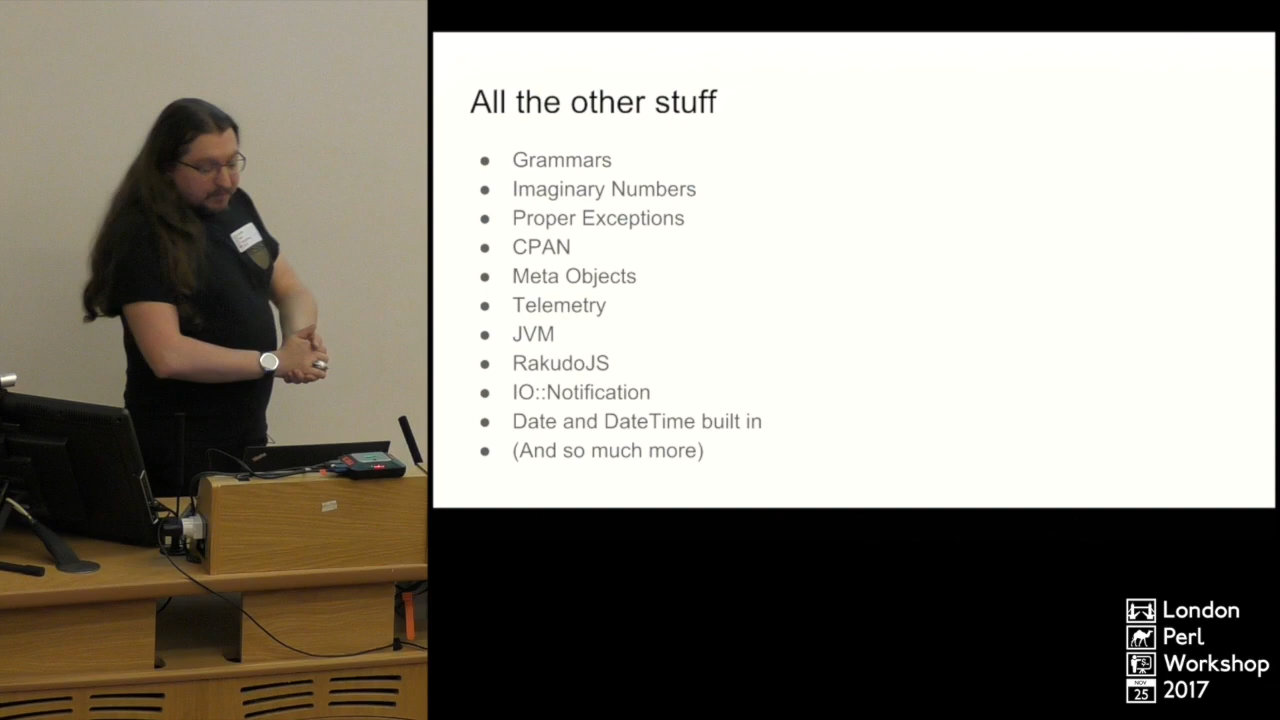 All the other stuff
● Grammars
● Imaginary Numbers
● Proper Exceptions
● CPAN
● Meta Objects
● Telemetry
● JVM
● RakudoJS
● IO::Notification
● Date and DateTime built in
● (And so much more)
London
Perl
Workshop
NOV
25
2017